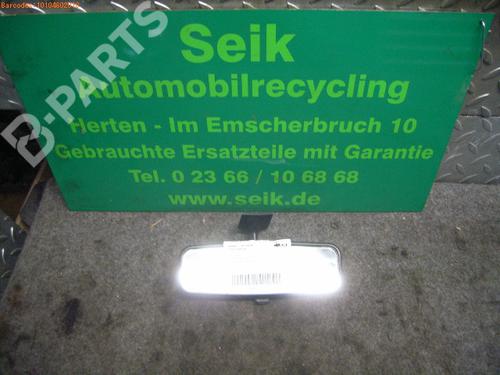 Seik
Automobilrecycling
Herten - Im Emscherbruch 10
Gebrauchte Ersatzteile mit Garantie
Tel. 0 23 66 / 10 68 68
www.seik.de
B-PARTS